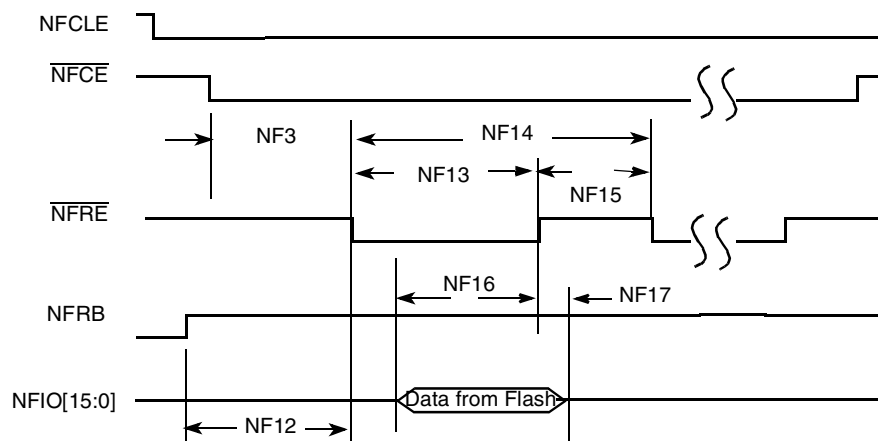 NFCLE
NFCE
NF3
NF14
NF13
NF15
NFRE
NF16
NF17
NFRB
NFIO[15:0]
Data from Flash
NF12